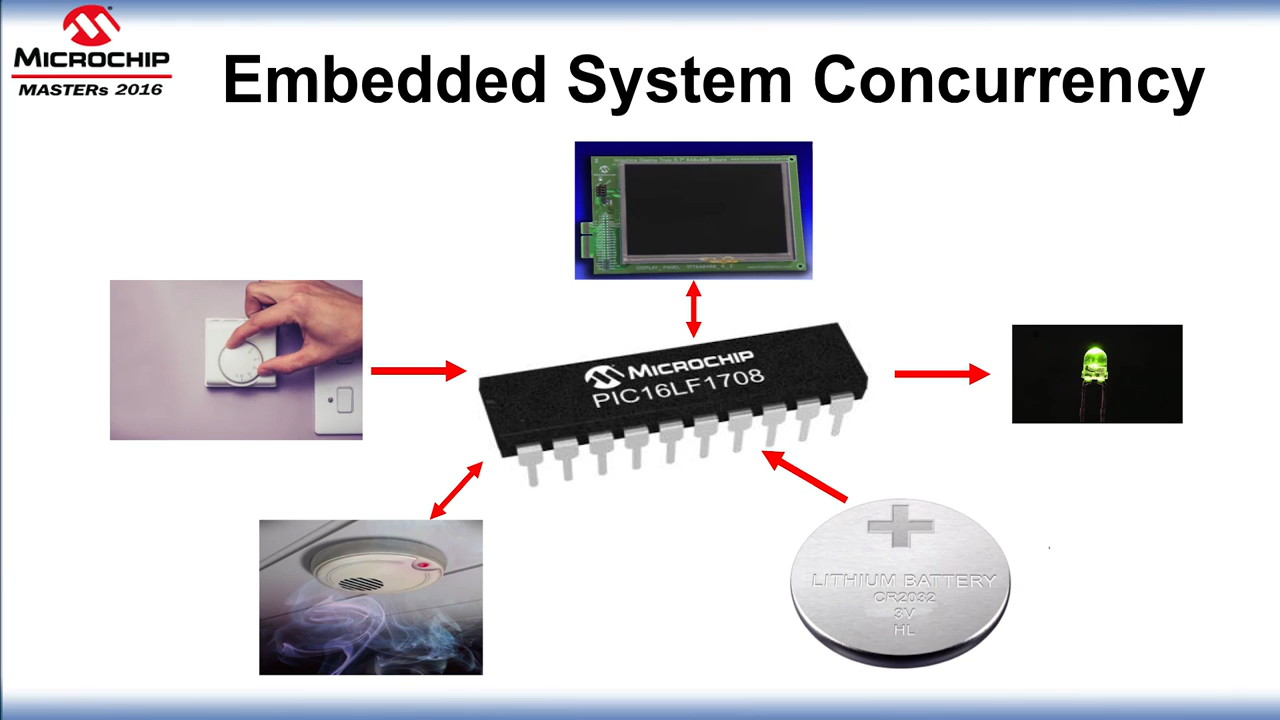 MICROCHIP
MASTERs 2016
Embedded System Concurrency
MICROCHIP
PIC16LF1708
LITHIUM BATTERY
CR2032
3V
HL